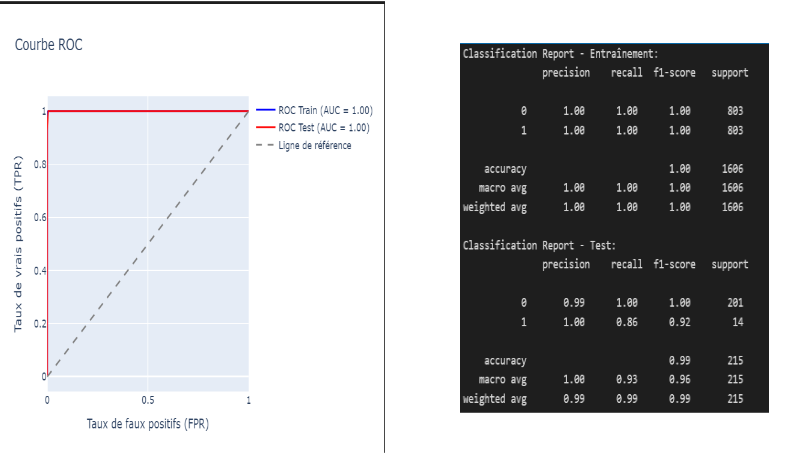 Courbe ROC
1
0.8
0.6
0.4
0.2
0
0
0.5
1
Taux de vrais positifs (TPR)
Taux de faux positifs (FPR)
ROC Train (AUC = 1.00)
ROC Test (AUC = 1.00)
Ligne de référence
Classification Report - Entraînement:
precision recall f1-score support
0 1.00 1.00 1.00 803
1 1.00 1.00 1.00 803
accuracy 1.00 1606
macro avg 1.00 1.00 1.00 1606
weighted avg 1.00 1.00 1.00 1606
Classification Report - Test:
precision recall f1-score support
0 0.99 1.00 1.00 201
1 1.00 0.86 0.92 14
accuracy 0.99 215
macro avg 1.00 0.93 0.96 215
weighted avg 0.99 0.99 0.99 215